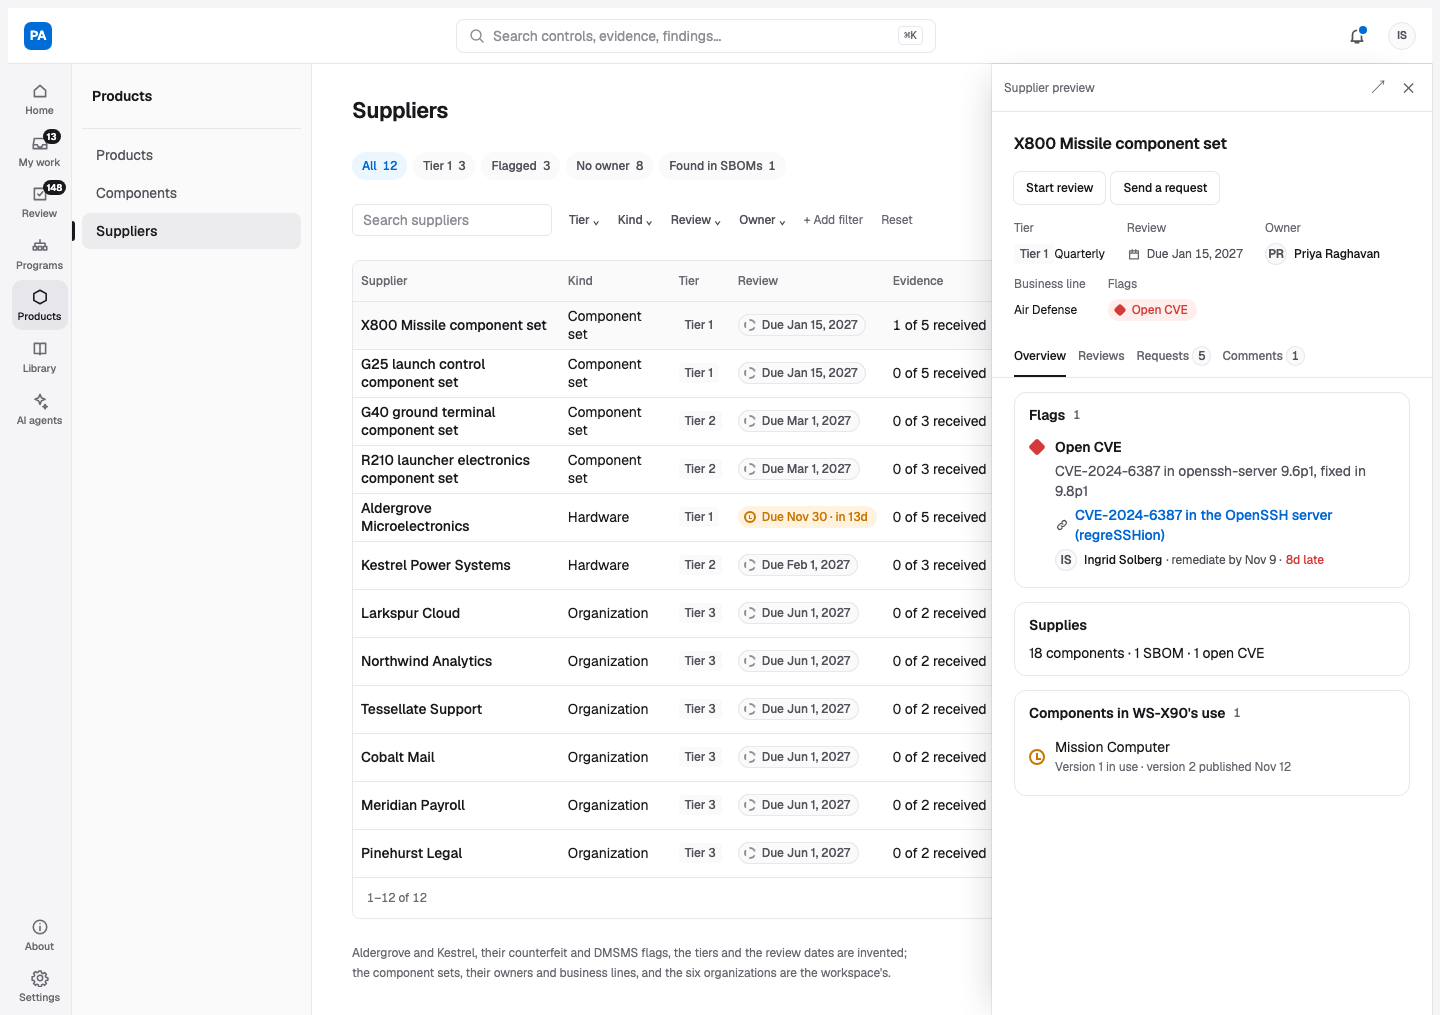 PA
Search controls, evidence, findings...
⌘K
IS
Home
13
My work
148
Review
Programs
Products
Library
AI agents
About
Settings
Products
Products
Components
Suppliers
Suppliers
All 12 Tier 1 3 Flagged 3 No owner 8 Found in SBOMs 1
Search suppliers Tier Kind Review Owner + Add filter Reset
Supplier Kind Tier Review Evidence
X800 Missile component set Component set Tier 1 Due Jan 15, 2027 1 of 5 received
G25 launch control component set Component set Tier 1 Due Jan 15, 2027 0 of 5 received
G40 ground terminal component set Component set Tier 2 Due Mar 1, 2027 0 of 3 received
R210 launcher electronics component set Component set Tier 2 Due Mar 1, 2027 0 of 3 received
Aldergrove Microelectronics Hardware Tier 1 Due Nov 30 · in 13d 0 of 5 received
Kestrel Power Systems Hardware Tier 2 Due Feb 1, 2027 0 of 3 received
Larkspur Cloud Organization Tier 3 Due Jun 1, 2027 0 of 2 received
Northwind Analytics Organization Tier 3 Due Jun 1, 2027 0 of 2 received
Tessellate Support Organization Tier 3 Due Jun 1, 2027 0 of 2 received
Cobalt Mail Organization Tier 3 Due Jun 1, 2027 0 of 2 received
Meridian Payroll Organization Tier 3 Due Jun 1, 2027 0 of 2 received
Pinehurst Legal Organization Tier 3 Due Jun 1, 2027 0 of 2 received
1–12 of 12
Aldergrove and Kestrel, their counterfeit and DMSMS flags, the tiers and the review dates are invented;
the component sets, their owners and business lines, and the six organizations are the workspace's.
Supplier preview
X800 Missile component set
Start review Send a request
Tier Review Owner
Tier 1 Quarterly Due Jan 15, 2027 PR Priya Raghavan
Business line Flags
Air Defense Open CVE
Overview Reviews Requests 5 Comments 1
Flags 1
Open CVE
CVE-2024-6387 in openssh-server 9.6p1, fixed in
9.8p1
CVE-2024-6387 in the OpenSSH server
(regreSSHion)
IS Ingrid Solberg · remediate by Nov 9 · 8d late
Supplies
18 components · 1 SBOM · 1 open CVE
Components in WS-X90's use 1
Mission Computer
Version 1 in use · version 2 published Nov 12